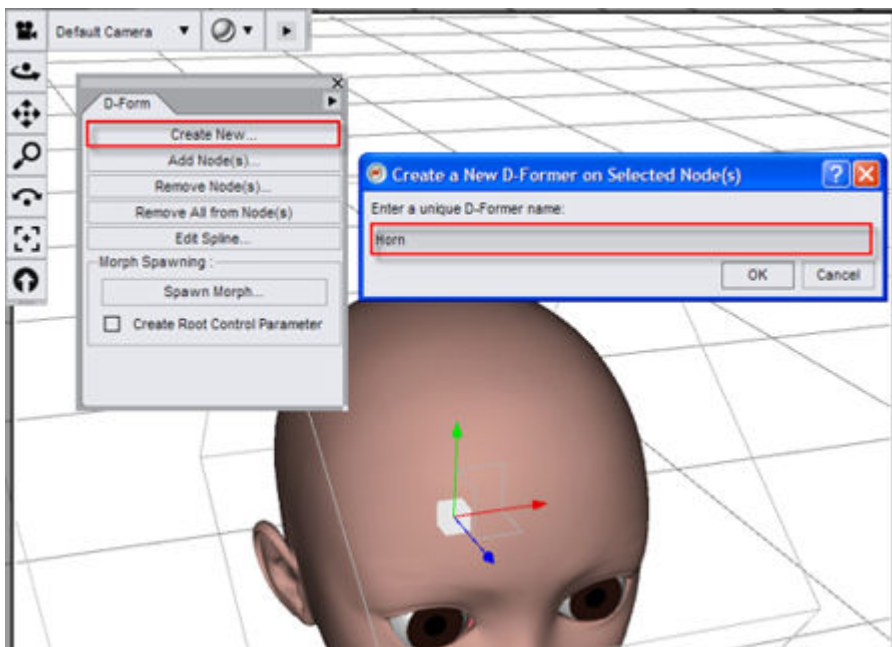 Default Camera
D-Form
Create New...
Add Node(s)...
Remove Node(s)...
Remove All from Node(s)
Edit Spline...
Morph Spawning :
Spawn Morph...
Create Root Control Parameter
Create a New D-Former on Selected Node(s)
Enter a unique D-Former name:
Horn
OK
Cancel